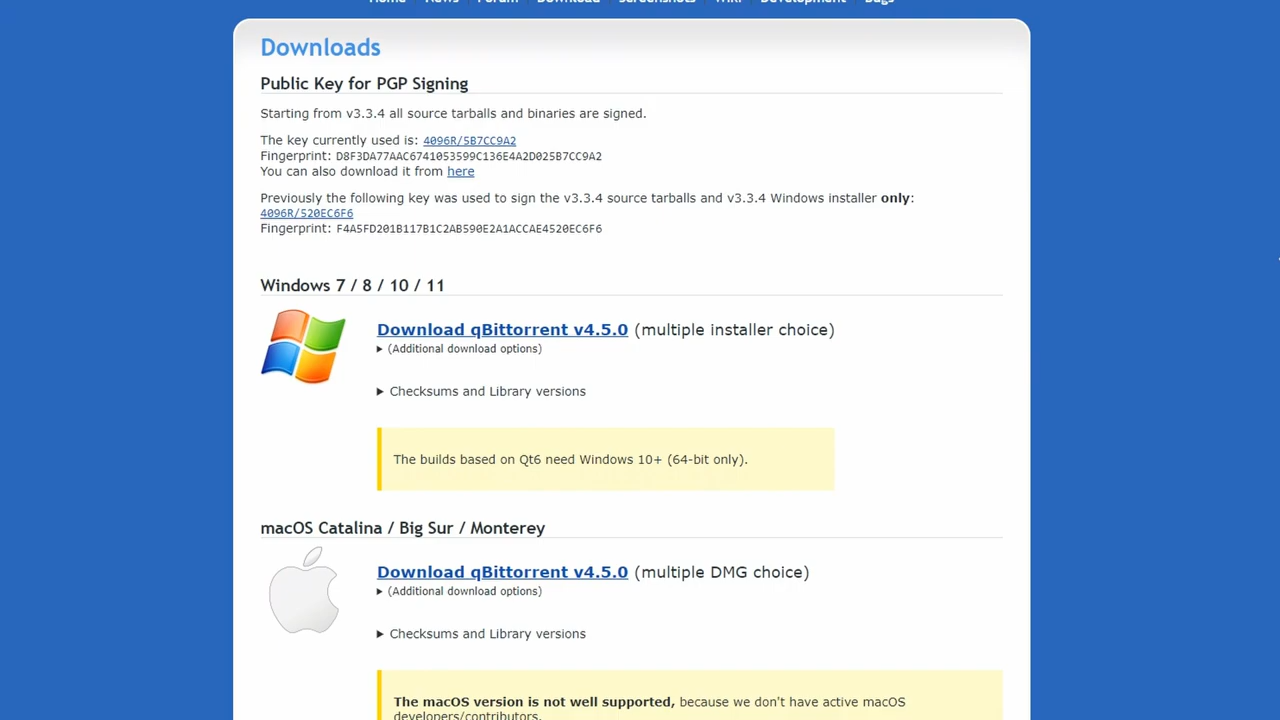 Home News Forum Download Screenshots Wiki Development Bugs
Downloads
Public Key for PGP Signing
Starting from v3.3.4 all source tarballs and binaries are signed.
The key currently used is: 4096R/5B7CC9A2
Fingerprint: D8F3DA77AAC6741053599C136E4A2D025B7CC9A2
You can also download it from here
Previously the following key was used to sign the v3.3.4 source tarballs and v3.3.4 Windows installer only:
4096R/520EC6F6
Fingerprint: F4A5FD201B117B1C2AB590E2A1ACCAE4520EC6F6
Windows 7 / 8 / 10 / 11
Download qBittorrent v4.5.0 (multiple installer choice)
(Additional download options)
Checksums and Library versions
The builds based on Qt6 need Windows 10+ (64-bit only).
macOS Catalina / Big Sur / Monterey
Download qBittorrent v4.5.0 (multiple DMG choice)
(Additional download options)
Checksums and Library versions
The macOS version is not well supported, because we don't have active macOS
developers/contributors.